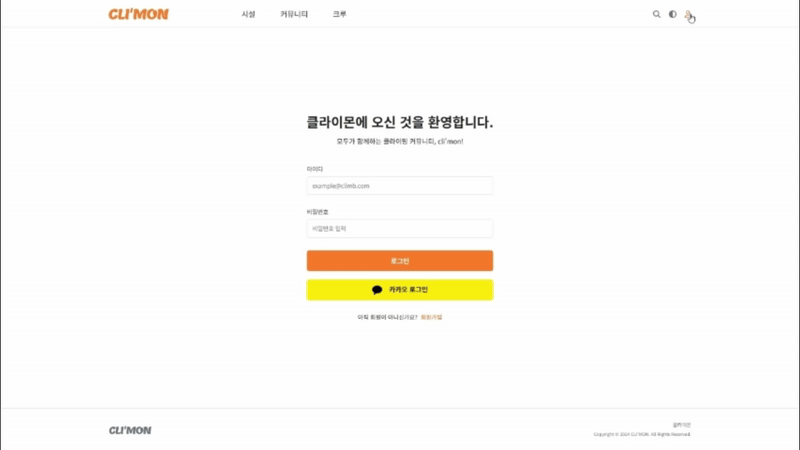 CLI'MON
시설 커뮤니티 크루
클라이몬에 오신 것을 환영합니다.
모두가 함께하는 클라이밍 커뮤니티, cli'mon!
아이디
example@climb.com
비밀번호
비밀번호 입력
로그인
카카오 로그인
아직 회원이 아니신가요? 회원가입
CLI'MON
Copyright © 2024 CLI'MON. All Rights Reserved.